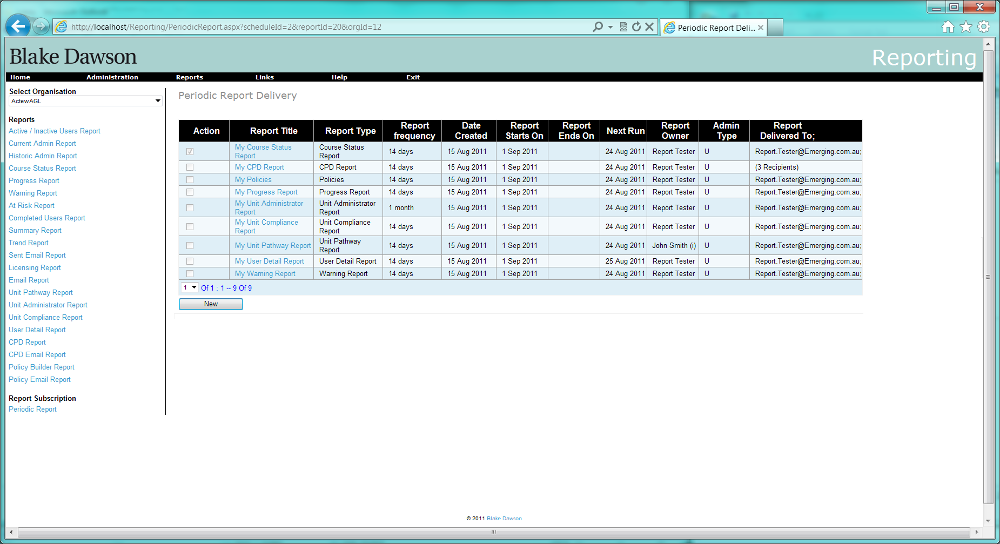 http://localhost/Reporting/PeriodicReport.aspx?scheduleId=2&reportId=20&orgId=12
Periodic Report Deli...
Blake Dawson
Reporting
Home Administration Reports Links Help Exit
Select Organisation
ActewAGL
Reports
Active / Inactive Users Report
Current Admin Report
Historic Admin Report
Course Status Report
Progress Report
Warning Report
At Risk Report
Completed Users Report
Summary Report
Trend Report
Sent Email Report
Licensing Report
Email Report
Unit Pathway Report
Unit Administrator Report
Unit Compliance Report
User Detail Report
CPD Report
CPD Email Report
Policy Builder Report
Policy Email Report
Report Subscription
Periodic Report
Periodic Report Delivery
Action Report Title Report Type Report frequency Date Created Report Starts On Report Ends On Next Run Report Owner Admin Type Report Delivered To;
My Course Status Report Course Status Report 14 days 15 Aug 2011 1 Sep 2011 24 Aug 2011 Report Tester U Report.Tester@Emerging.com.au;
My CPD Report CPD Report 14 days 15 Aug 2011 1 Sep 2011 24 Aug 2011 Report Tester U (3 Recipients)
My Policies Policies 14 days 15 Aug 2011 1 Sep 2011 24 Aug 2011 Report Tester U Report.Tester@Emerging.com.au;
My Progress Report Progress Report 14 days 15 Aug 2011 1 Sep 2011 24 Aug 2011 Report Tester U Report.Tester@Emerging.com.au;
My Unit Administrator Report Unit Administrator Report 1 month 15 Aug 2011 1 Sep 2011 24 Aug 2011 Report Tester U Report.Tester@Emerging.com.au;
My Unit Compliance Report Unit Compliance Report 14 days 15 Aug 2011 1 Sep 2011 24 Aug 2011 Report Tester U Report.Tester@Emerging.com.au;
My Unit Pathway Report Unit Pathway Report 14 days 15 Aug 2011 1 Sep 2011 24 Aug 2011 John Smith (i) U Report.Tester@Emerging.com.au;
My User Detail Report User Detail Report 14 days 15 Aug 2011 1 Sep 2011 25 Aug 2011 Report Tester U Report.Tester@Emerging.com.au;
My Warning Report Warning Report 14 days 15 Aug 2011 1 Sep 2011 24 Aug 2011 Report Tester U Report.Tester@Emerging.com.au;
1 Of 1 : 1 -- 9 Of 9
New
© 2011 Blake Dawson